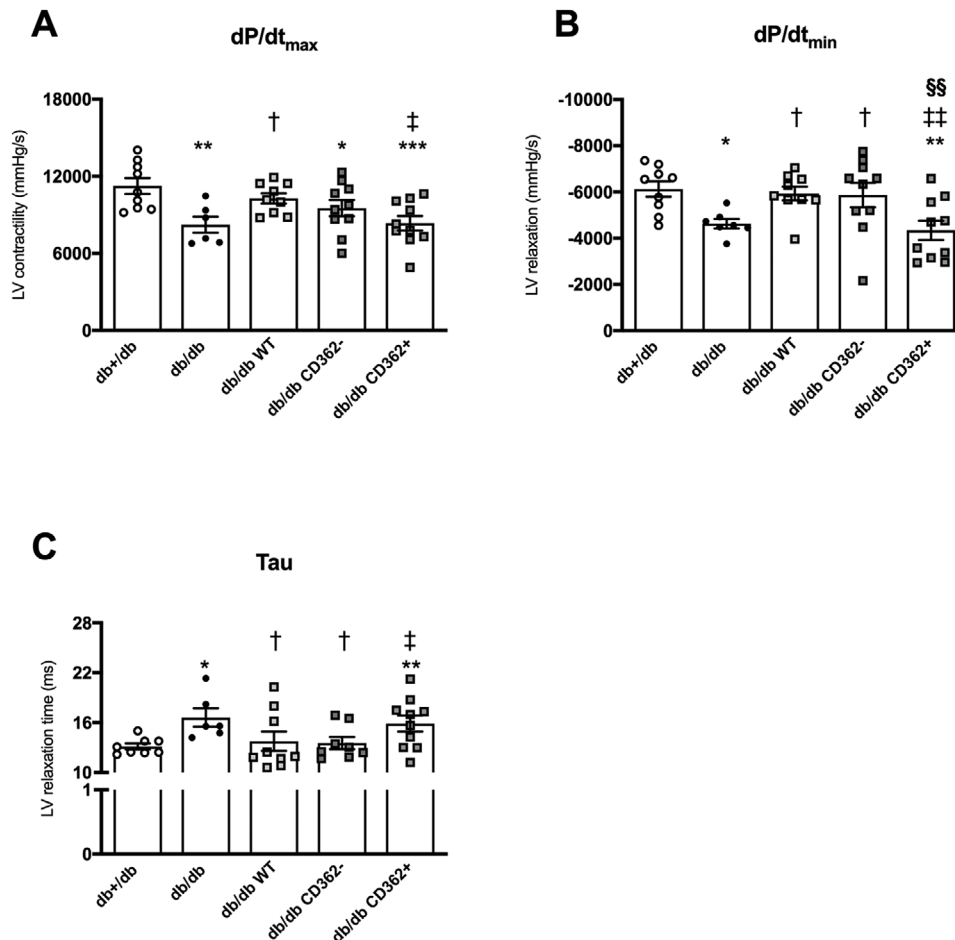 A
dP/dtmax
LV contractility (mmHg/s)
18000
12000
6000
0
** † * ‡ ***
db+/db
db/db
db/db WT
db/db CD362-
db/db CD362+
B
dP/dtmin
LV relaxation (mmHg/s)
-10000
-8000
-6000
-4000
-2000
0
* † † §§ ‡‡ **
db+/db
db/db
db/db WT
db/db CD362-
db/db CD362+
C
Tau
LV relaxation time (ms)
28
22
16
10
1
0
* † † ‡ **
db+/db
db/db
db/db WT
db/db CD362-
db/db CD362+